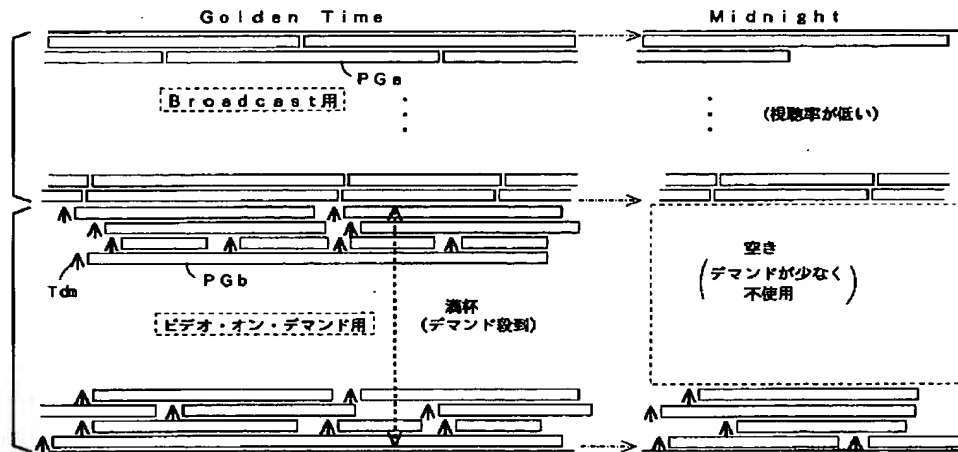 Golden Time
Midnight
PGa
Broadcast用
(視聴率が低い)
Tdm
PGb
空き
(デマンドが少なく
不使用)
満杯
(デマンド殺到)
ビデオ・オン・デマンド用